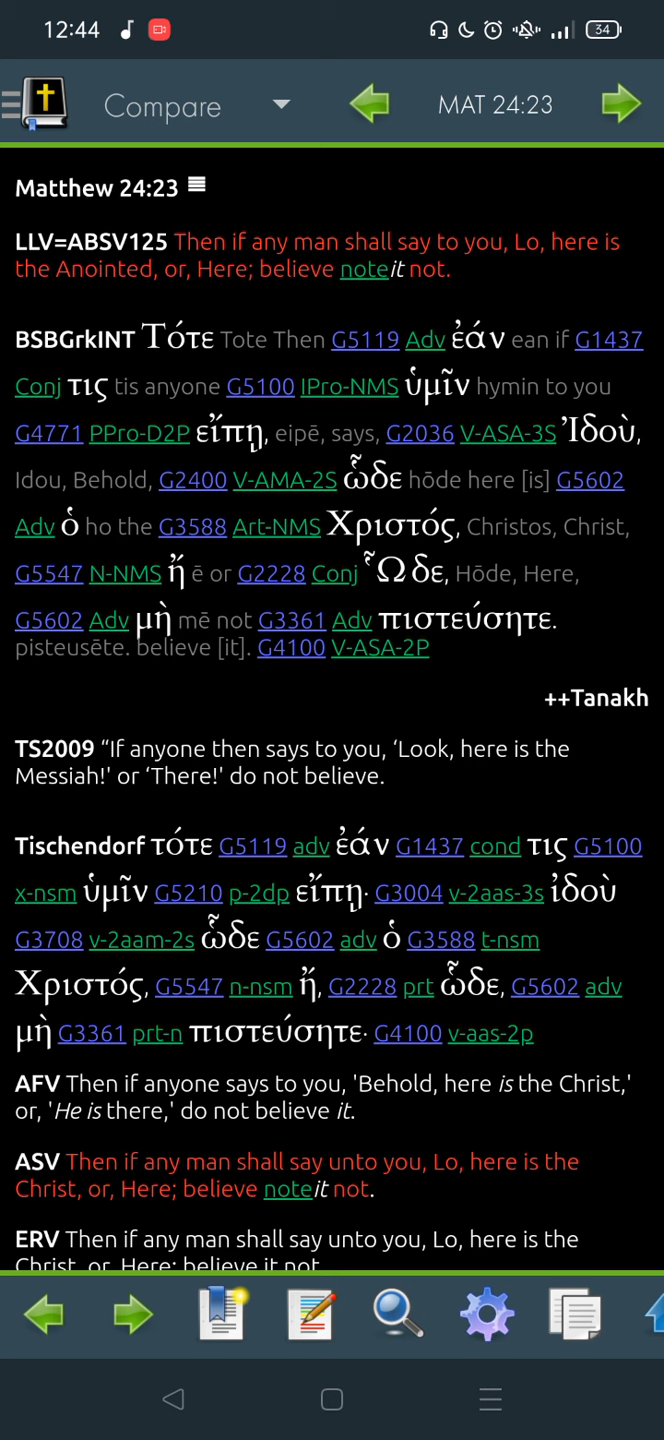 12:44
34
Compare
MAT 24:23
Matthew 24:23
LLV=ABSV125 Then if any man shall say to you, Lo, here is
the Anointed, or, Here; believe noteit not.
BSBGrkINT Τότε Tote Then G5119 Adv ἐάν ean if G1437
Conj τις tis anyone G5100 IPro-NMS ὑμῖν hymin to you
G4771 PPro-D2P εἴπῃ, eipē, says, G2036 V-ASA-3S Ἰδοὺ,
Idou, Behold, G2400 V-AMA-2S ὧδε hōde here [is] G5602
Adv ὁ ho the G3588 Art-NMS Χριστός, Christos, Christ,
G5547 N-NMS ἤ ē or G2228 Conj Ὧδε, Hōde, Here,
G5602 Adv μὴ mē not G3361 Adv πιστεύσητε.
pisteusēte. believe [it]. G4100 V-ASA-2P
++Tanakh
TS2009 “If anyone then says to you, ‘Look, here is the
Messiah!' or ‘There!' do not believe.
Tischendorf τότε G5119 adv ἐάν G1437 cond τις G5100
x-nsm ὑμῖν G5210 p-2dp εἴπῃ· G3004 v-2aas-3s ἰδοὺ
G3708 v-2aam-2s ὧδε G5602 adv ὁ G3588 t-nsm
Χριστός, G5547 n-nsm ἤ, G2228 prt ὧδε, G5602 adv
μὴ G3361 prt-n πιστεύσητε· G4100 v-aas-2p
AFV Then if anyone says to you, 'Behold, here is the Christ,'
or, 'He is there,' do not believe it.
ASV Then if any man shall say unto you, Lo, here is the
Christ, or, Here; believe noteit not.
ERV Then if any man shall say unto you, Lo, here is the
Christ, or, Here; believe it not